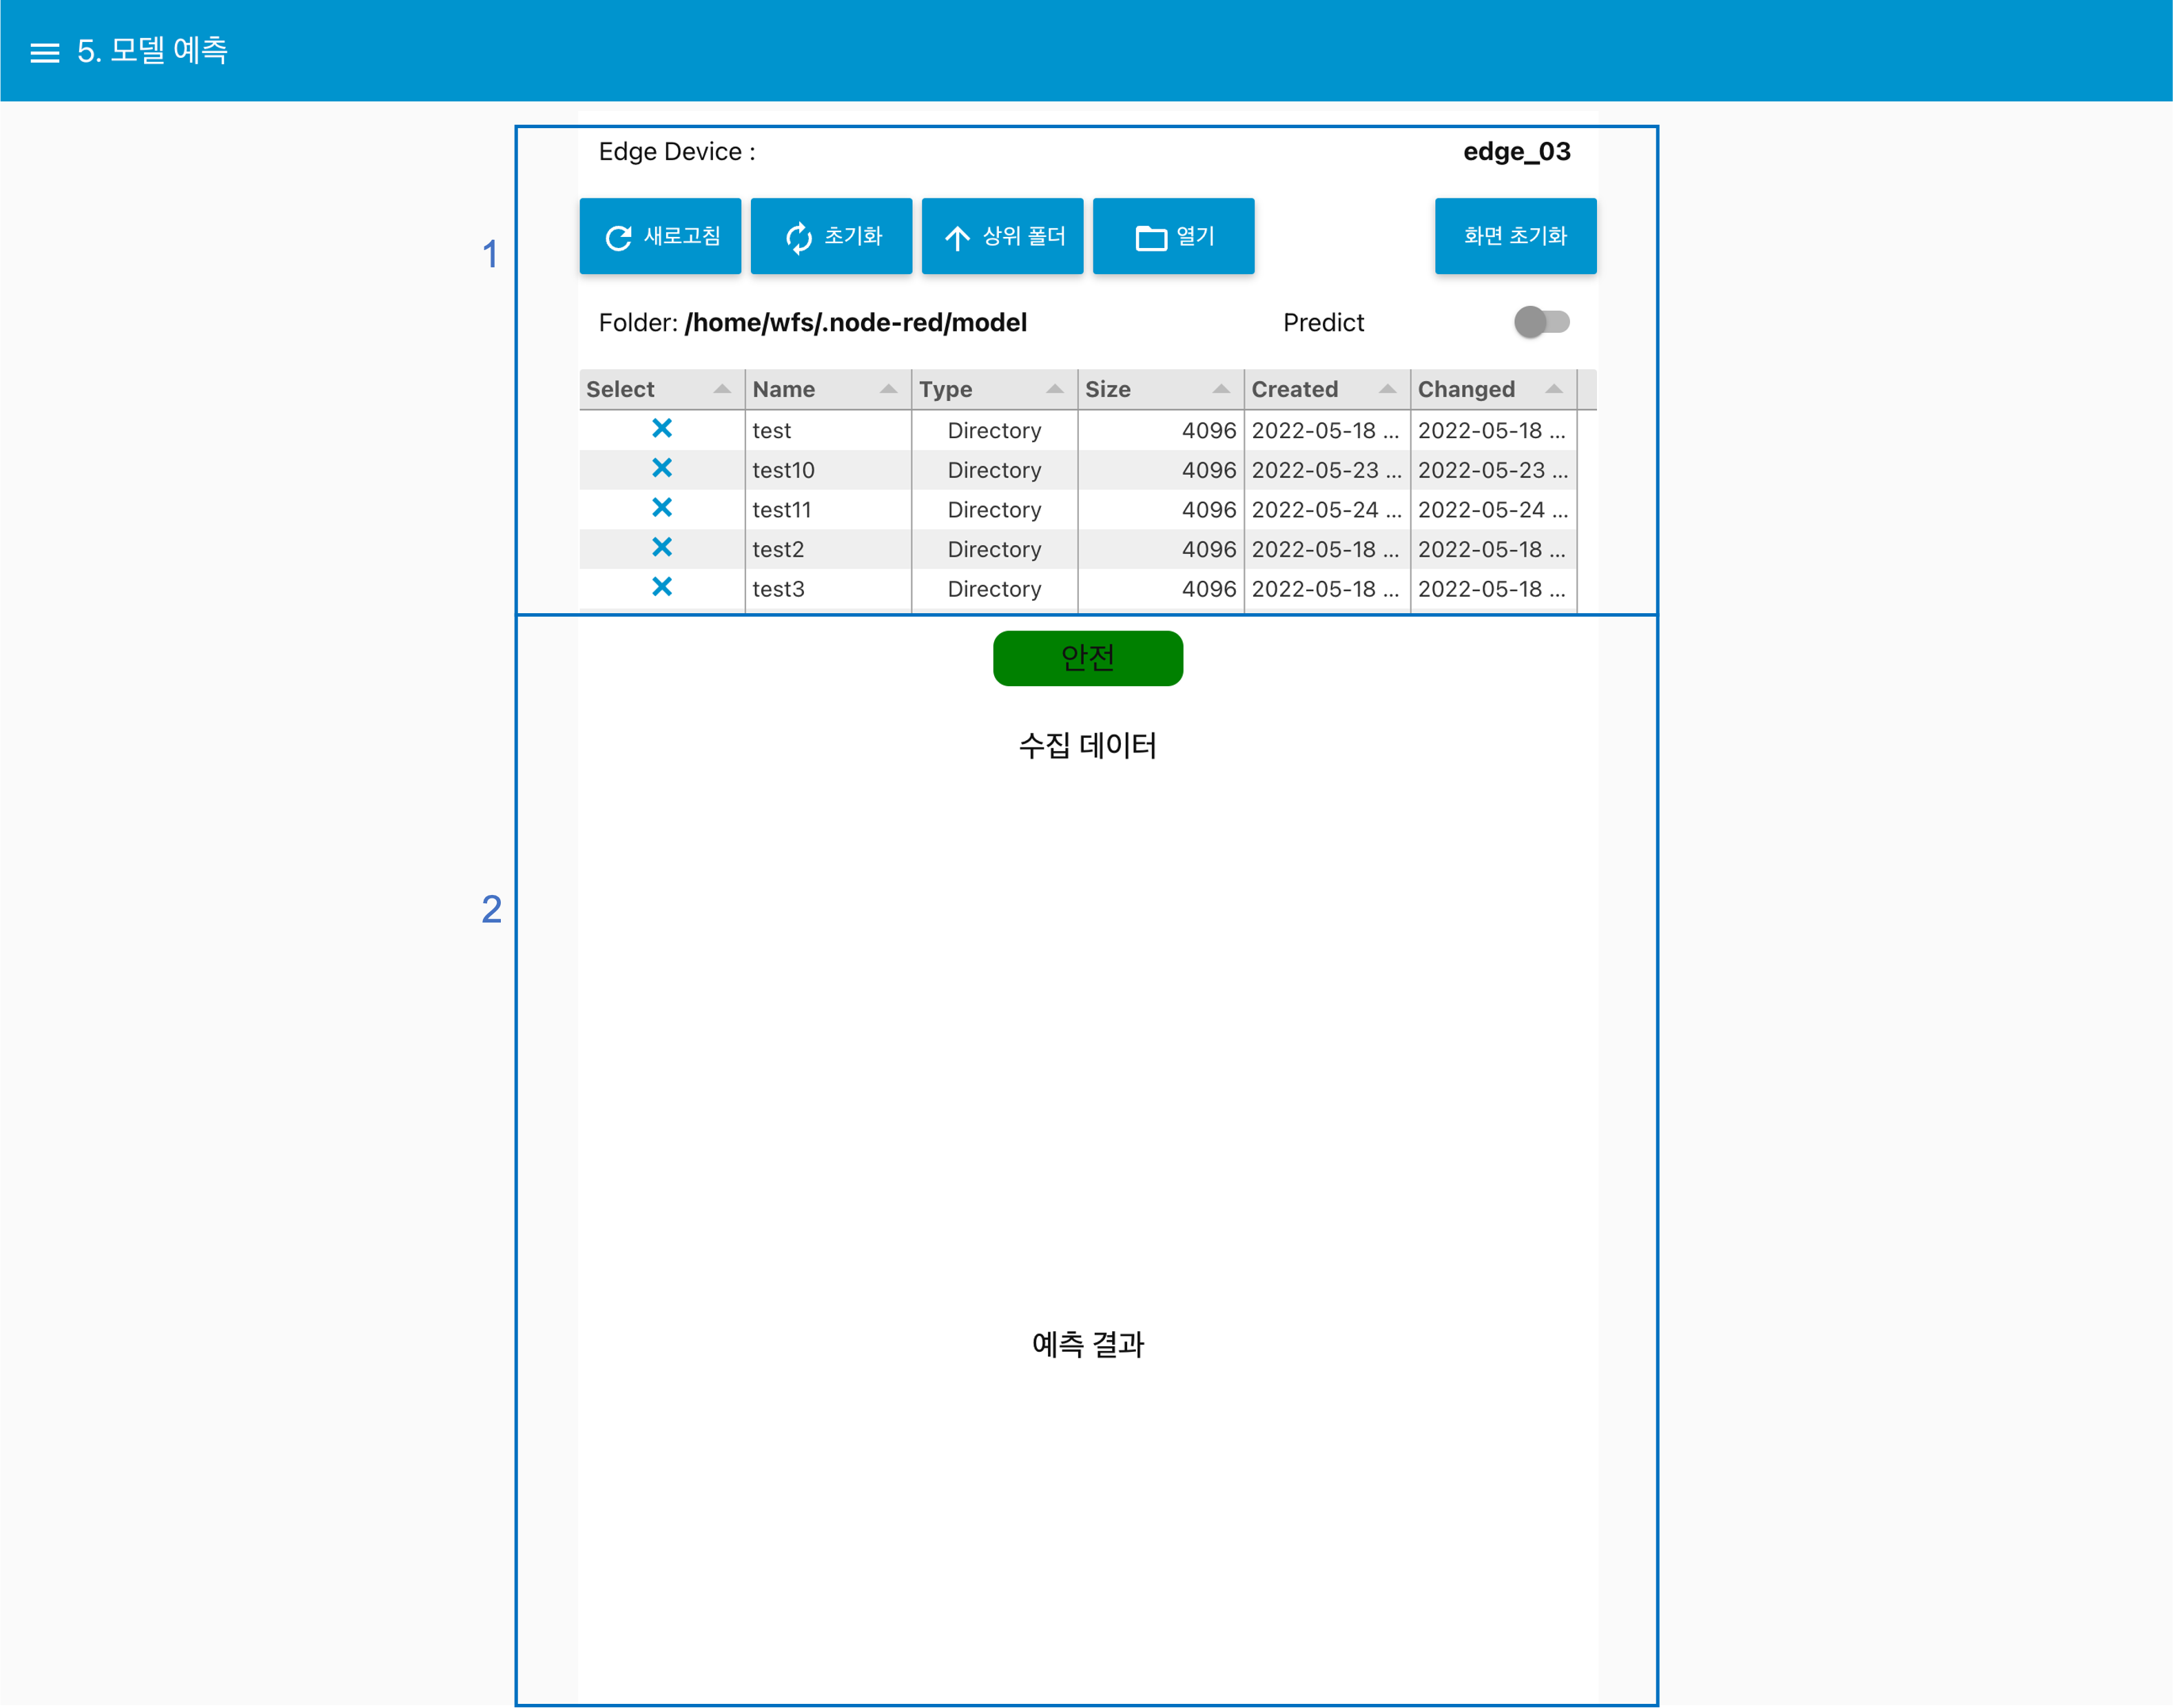 5. 모델 예측
Edge Device : edge_03
1
새로고침 초기화 상위 폴더 열기 화면 초기화
Folder: /home/wfs/.node-red/model Predict
Select Name Type Size Created Changed
test Directory 4096 2022-05-18 ... 2022-05-18 ...
test10 Directory 4096 2022-05-23 ... 2022-05-23 ...
test11 Directory 4096 2022-05-24 ... 2022-05-24 ...
test2 Directory 4096 2022-05-18 ... 2022-05-18 ...
test3 Directory 4096 2022-05-18 ... 2022-05-18 ...
안전
수집 데이터
2
예측 결과